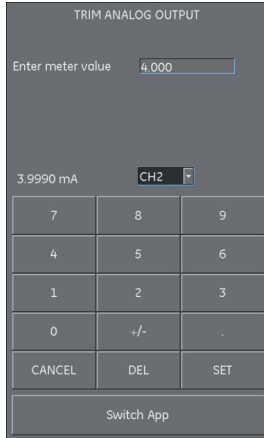 TRIM ANALOG OUTPUT
Enter meter value 4.000
3.9990 mA CH2
7 8 9
4 5 6
1 2 3
0 +/- .
CANCEL DEL SET
Switch App